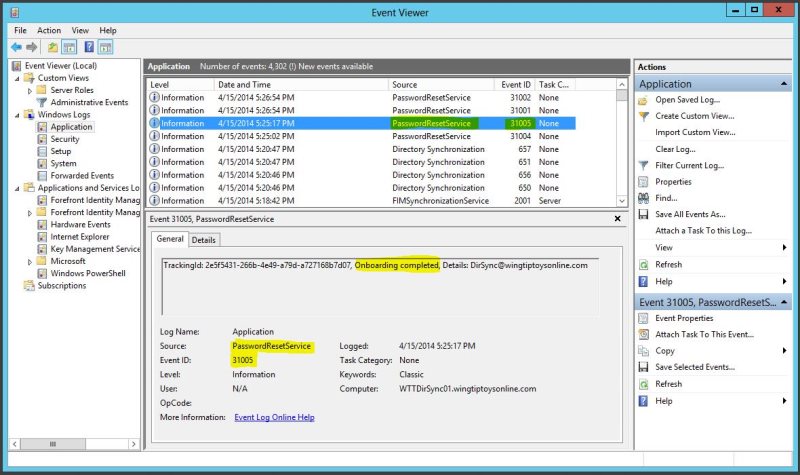 Event Viewer
File Action View Help
Event Viewer (Local)
Custom Views
Server Roles
Administrative Events
Windows Logs
Application
Security
Setup
System
Forwarded Events
Applications and Services Lo
Forefront Identity Manag
Forefront Identity Manag
Hardware Events
Internet Explorer
Key Management Service
Microsoft
Windows PowerShell
Subscriptions
Application Number of events: 4,302 (!) New events available
Level Date and Time Source Event ID Task C...
Information 4/15/2014 5:26:54 PM PasswordResetService 31002 None
Information 4/15/2014 5:26:54 PM PasswordResetService 31001 None
Information 4/15/2014 5:25:17 PM PasswordResetService 31005 None
Information 4/15/2014 5:25:02 PM PasswordResetService 31004 None
Information 4/15/2014 5:20:47 PM Directory Synchronization 657 None
Information 4/15/2014 5:20:47 PM Directory Synchronization 651 None
Information 4/15/2014 5:20:47 PM Directory Synchronization 656 None
Information 4/15/2014 5:20:46 PM Directory Synchronization 650 None
Information 4/15/2014 5:18:42 PM FIMSynchronizationService 2001 Server
Event 31005, PasswordResetService
General Details
TrackingId: 2e5f5431-266b-4e49-a79d-a727168b7d07, Onboarding completed, Details: DirSync@wingtiptoysonline.com
Log Name: Application
Source: PasswordResetService Logged: 4/15/2014 5:25:17 PM
Event ID: 31005 Task Category: None
Level: Information Keywords: Classic
User: N/A Computer: WTTDirSync01.wingtiptoysonline.com
OpCode:
More Information: Event Log Online Help
Actions
Application
Open Saved Log...
Create Custom View...
Import Custom View...
Clear Log...
Filter Current Log...
Properties
Find...
Save All Events As...
Attach a Task To this Log...
View
Refresh
Help
Event 31005, PasswordResetS...
Event Properties
Attach Task To This Event...
Copy
Save Selected Events...
Refresh
Help